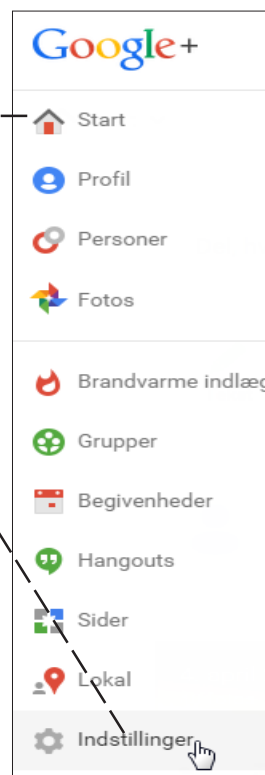 Google+
Start
Profil
Personer
Fotos
Brandvarme indlæg
Grupper
Begivenheder
Hangouts
Sider
Lokal
Indstillinger